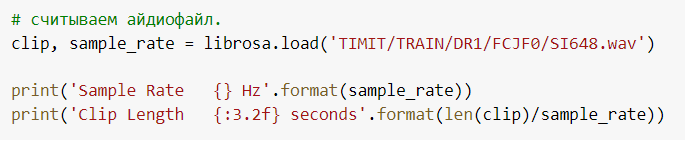 # считываем айдиофайл.
clip, sample_rate = librosa.load('TIMIT/TRAIN/DR1/FCJF0/SI648.wav')
print('Sample Rate   {} Hz'.format(sample_rate))
print('Clip Length   {:3.2f} seconds'.format(len(clip)/sample_rate))